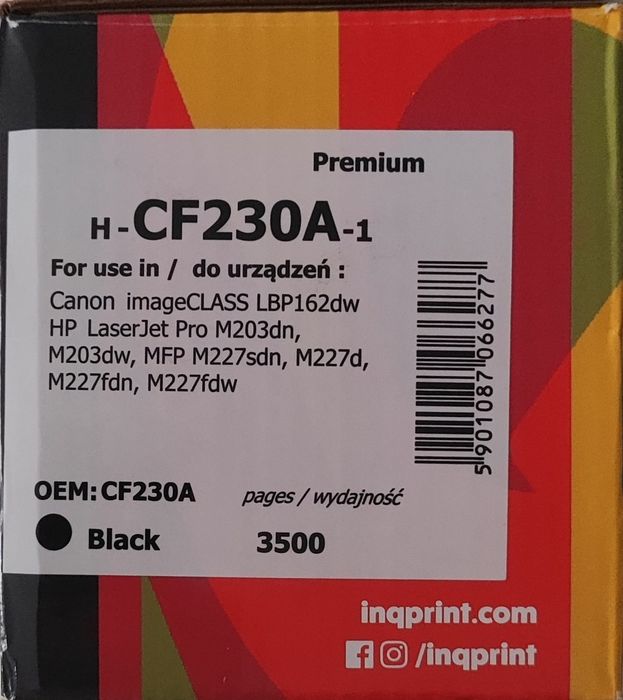 Premium
H-CF230A-1
For use in / do urządzeń :
Canon imageCLASS LBP162dw
HP LaserJet Pro M203dn,
M203dw, MFP M227sdn, M227d,
M227fdn, M227fdw
5901087066277
OEM: CF230A
pages / wydajność
Black
3500
inqprint.com
/inqprint